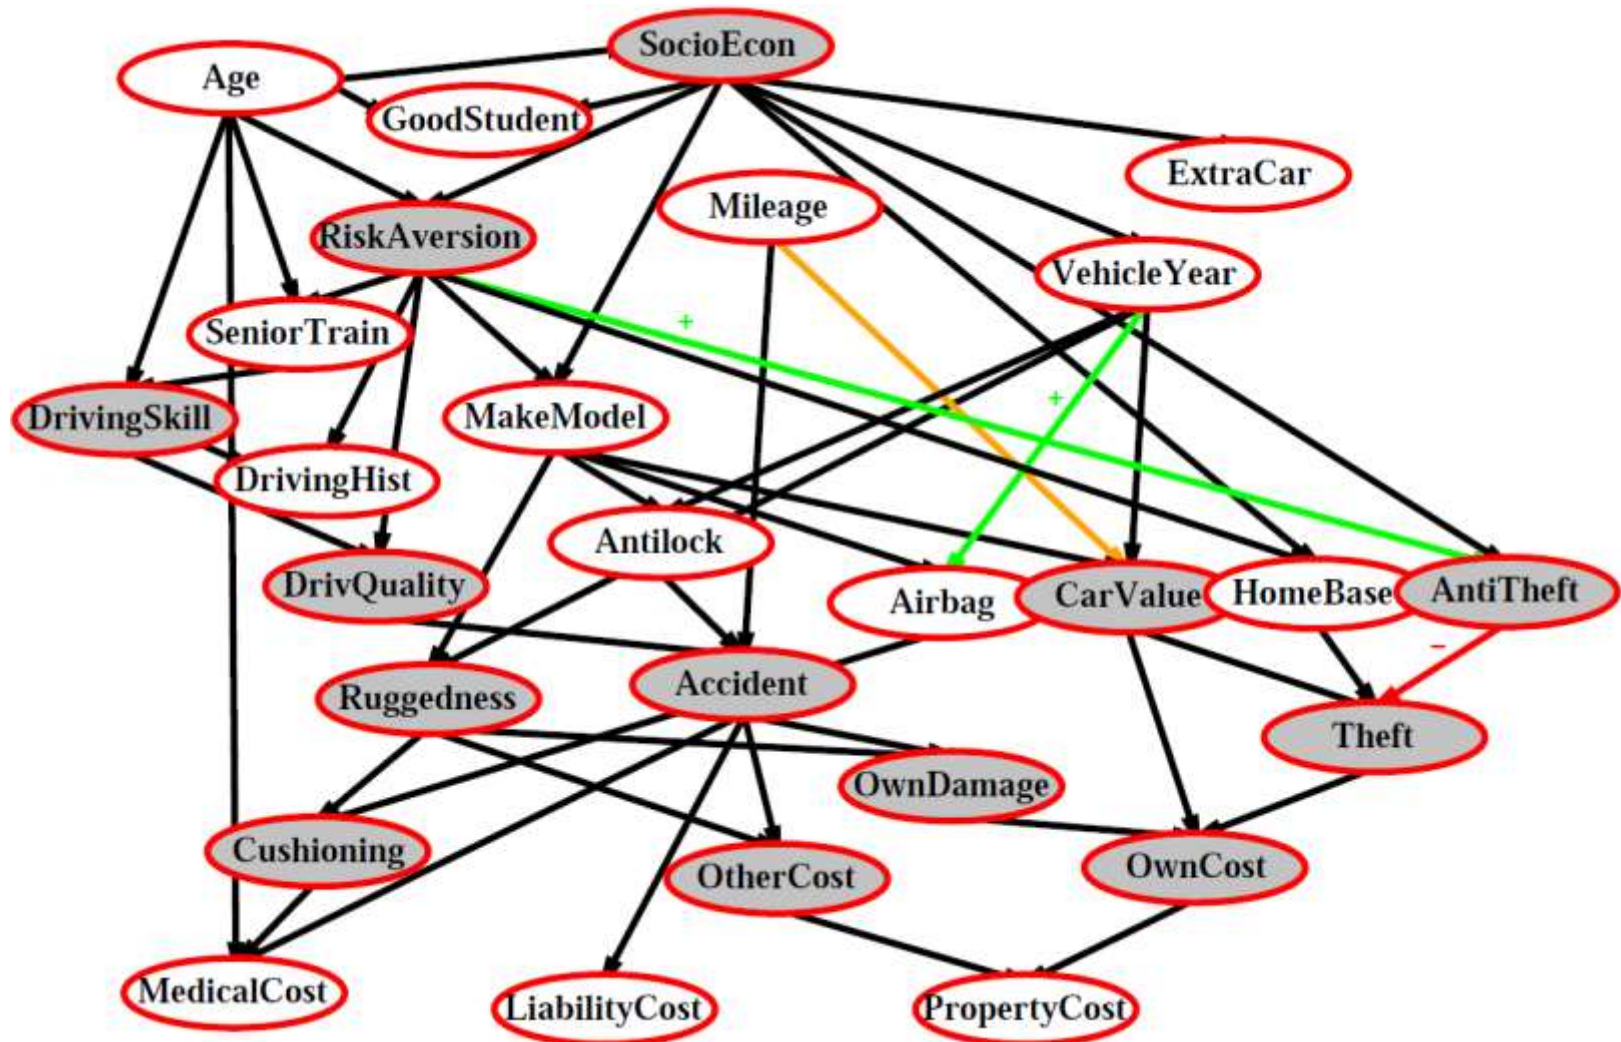 SocioEcon
Age
GoodStudent
ExtraCar
Mileage
RiskAversion
VehicleYear
+
SeniorTrain
+
DrivingSkill
MakeModel
DrivingHist
Antilock
DrivQuality
Airbag
CarValue
HomeBase
AntiTheft
−
Accident
Ruggedness
Theft
OwnDamage
Cushioning
OtherCost
OwnCost
MedicalCost
LiabilityCost
PropertyCost